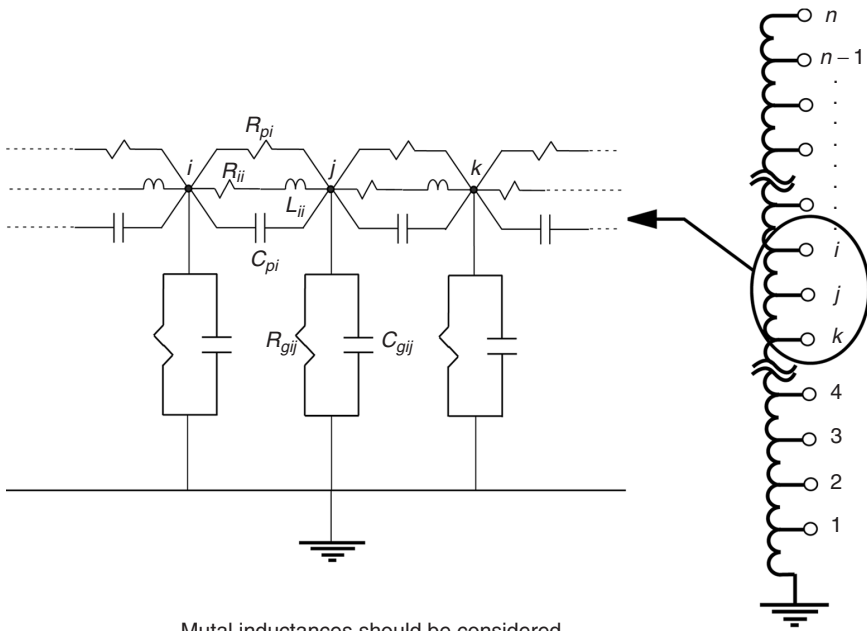 n
n – 1
R_pi
i
j
k
R_ii
L_ii
C_pi
i
j
R_gij
C_gij
k
4
3
2
1
Mutal inductances should be considered